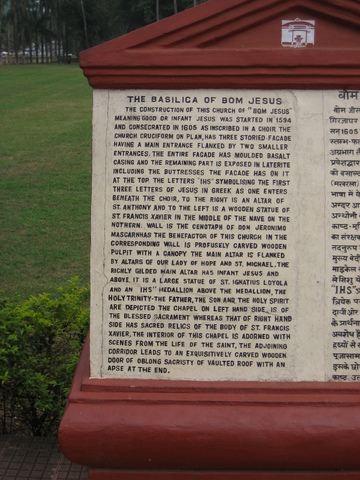 THE BASILICA OF BOM JESUS
THE CONSTRUCTION OF THIS CHURCH OF "BOM JESUS"
MEANING GOOD OR INFANT JESUS WAS STARTED IN 1594
AND CONSECRATED IN 1605 AS INSCRIBED IN A CHOIR. THE
CHURCH CRUCIFORM ON PLAN, HAS THREE STORIED FACADE
HAVING A MAIN ENTRANCE FLANKED BY TWO SMALLER
ENTRANCES. THE ENTIRE FACADE HAS MOULDED BASALT
CASING AND THE REMAINING PART IS EXPOSED IN LATERITE
INCLUDING THE BUTTRESSES THE FACADE HAS ON IT
AT THE TOP THE LETTERS 'IHS' SYMBOLISING THE FIRST
THREE LETTERS OF JESUS IN GREEK AS ONE ENTERS
BENEATH THE CHOIR, TO THE RIGHT IS AN ALTAR OF
ST. ANTHONY AND TO THE LEFT IS A WOODEN STATUE OF
ST. FRANCIS XAVIER IN THE MIDDLE OF THE NAVE ON THE
NOTHERN. WALL IS THE CENOTAPH OF DON JERONIMO
MASCARHNAS THE BENEFACTOR OF THIS CHURCH IN THE
CORRESPONDING WALL IS PROFUSELY CARVED WOODEN
PULPIT WITH A CANOPY THE MAIN ALTAR IS FLANKED
BY ALTARS OF OUR LADY OF HOPE AND ST. MICHAEL. THE
RICHLY GILDED MAIN ALTAR HAS INFANT JESUS AND
ABOVE. IT IS A LARGE STATUE OF ST. IGNATIUS LOYOLA
AND AN 'IHS" MEDALLION ABOVE THE MEDALLION, THE
HOLY TRINITY-THE FATHER, THE SON AND, THE HOLY SPIRIT
ARE DEPICTED THE CHAPEL ON LEFT HAND SIDE, IS OF
THE BLESSED SACRAMENT WHEREAS THAT OF RIGHT HAND
SIDE HAS SACRED RELICS OF THE BODY OF ST. FRANCIS
XAVIER, THE INTERIOR OF THIS CHAPEL IS ADORNED WITH
SCENES FROM THE LIFE OF THE SAINT, THE ADJOINING
CORRIDOR LEADS TO AN EXQUISITIVELY CARVED WOODEN
DOOR OF OBLONG SACRISTY OF VAULTED ROOF WITH AN
APSE AT THE END.